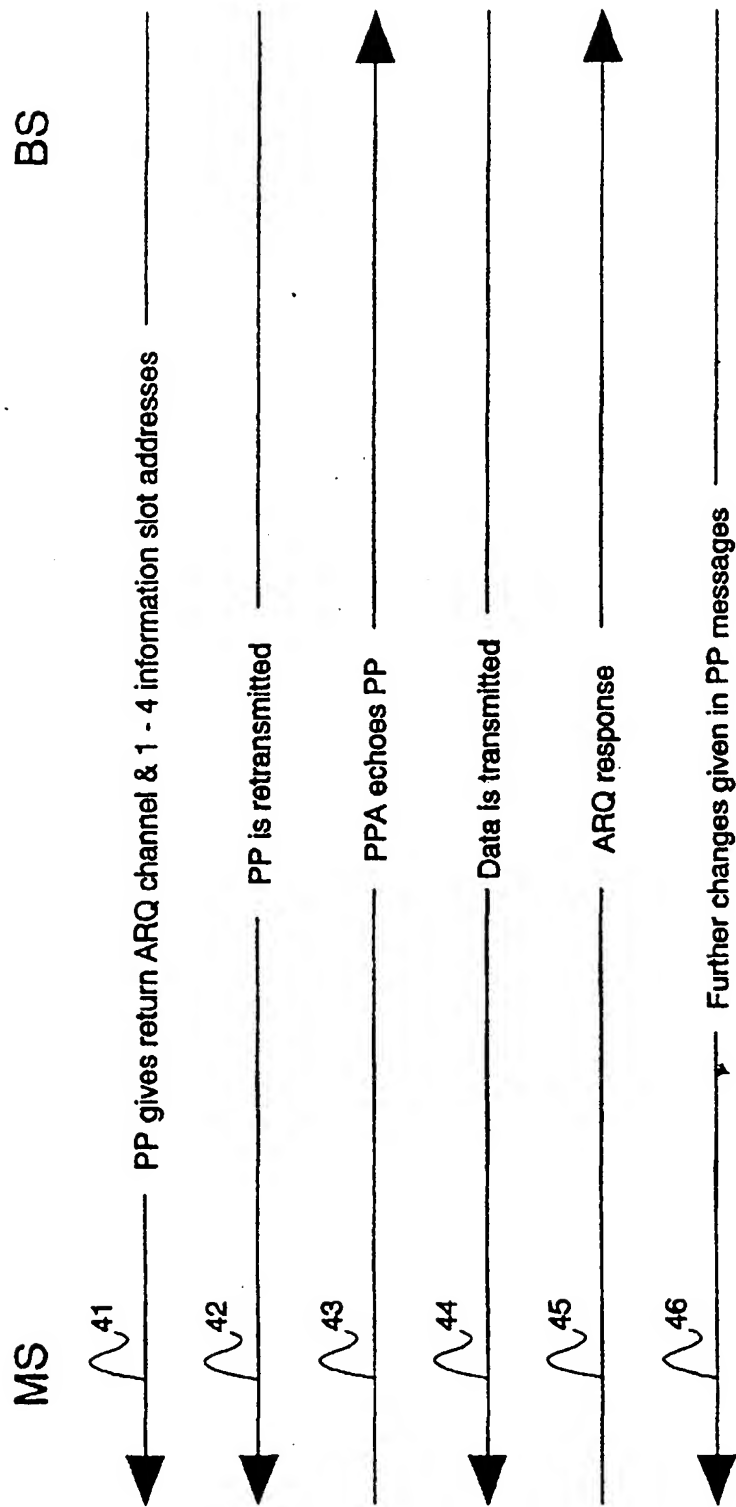 MS BS
41
PP gives return ARQ channel & 1 - 4 information slot addresses
42
PP is retransmitted
43
PPA echoes PP
44
Data is transmitted
45
ARQ response
46
Further changes given in PP messages